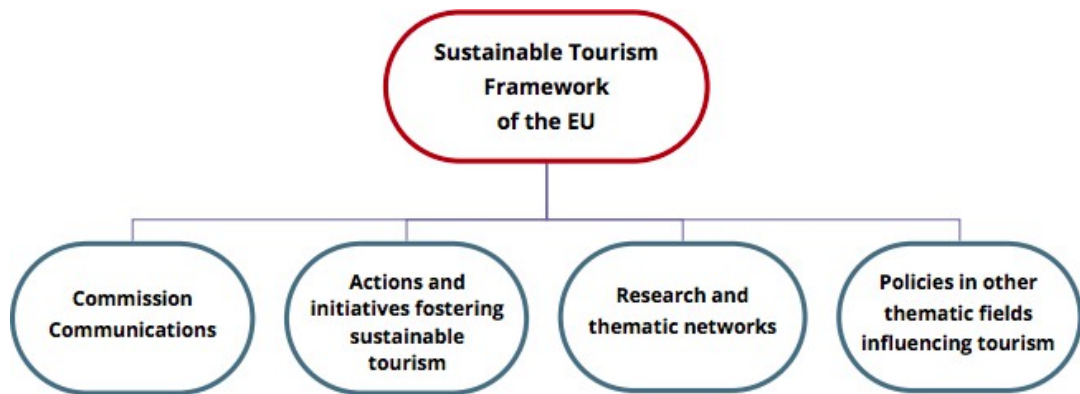 Sustainable Tourism
Framework
of the EU
Commission
Communications
Actions and
initiatives fostering
sustainable
tourism
Research and
thematic networks
Policies in other
thematic fields
influencing tourism